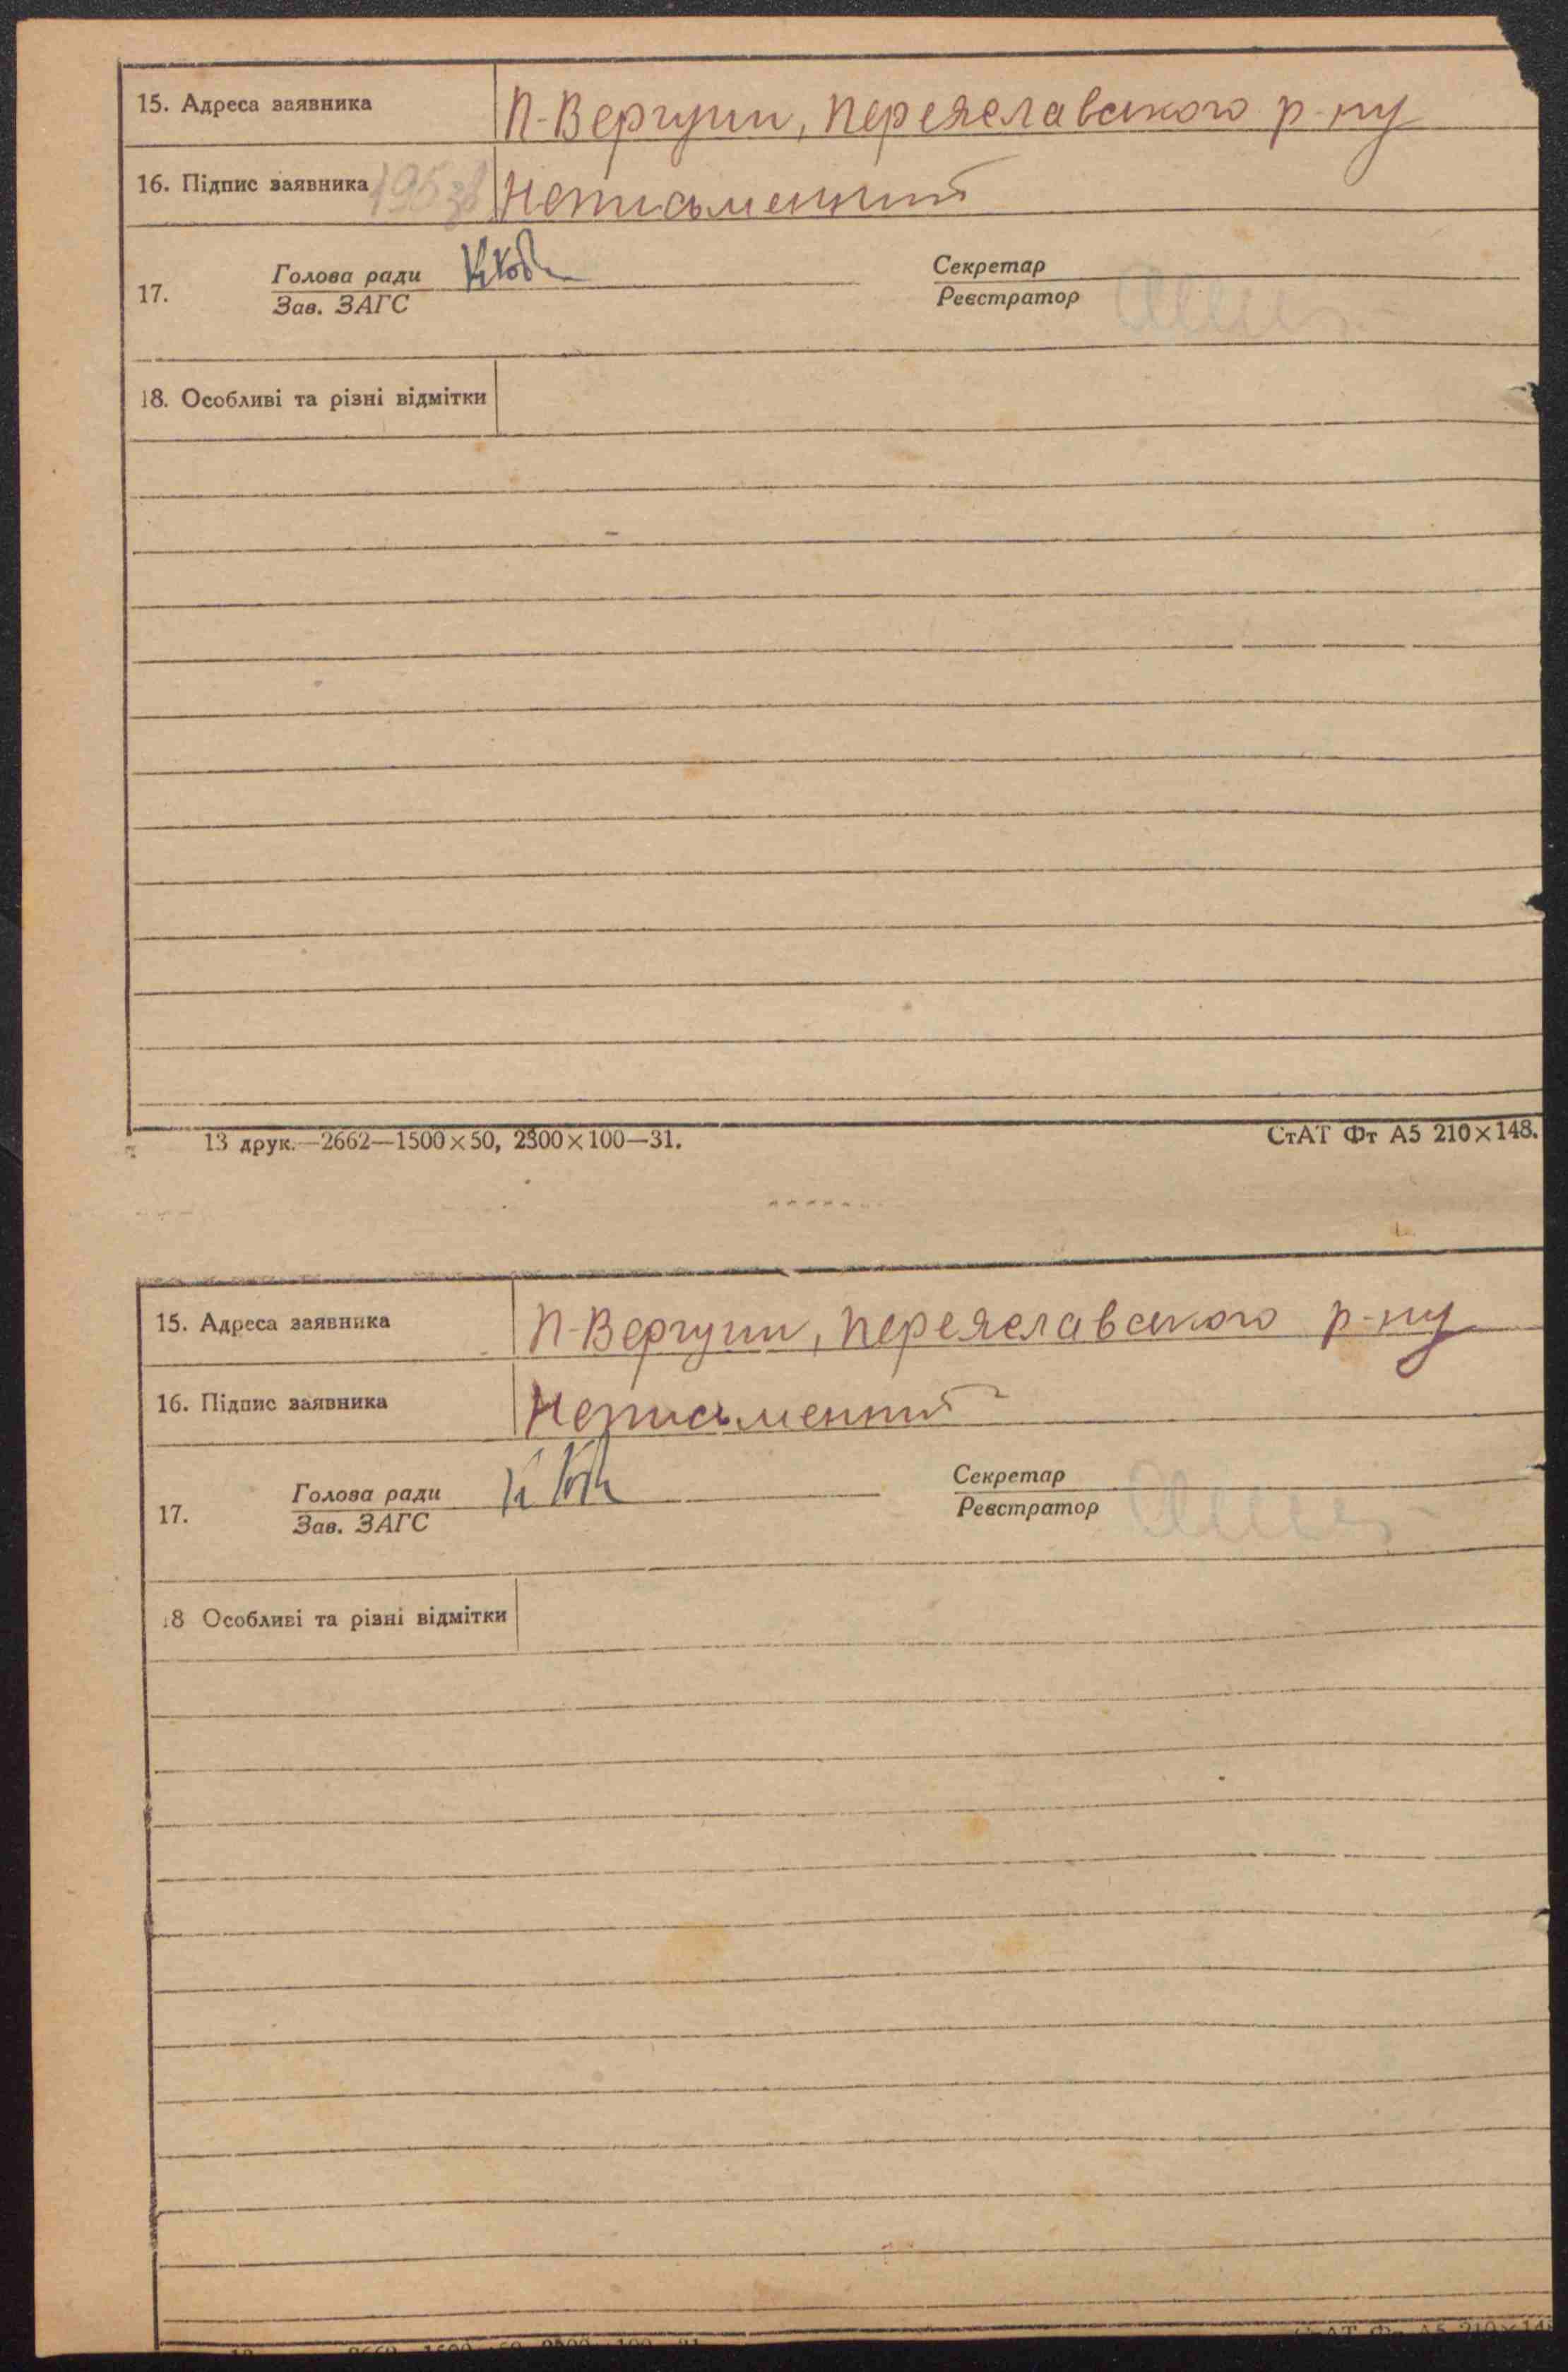 15. Адреса заявника П-Вергуни, Переяславського р-ну
16. Підпис заявника 195зв Неписьменний
17. Голова ради Секретар
Зав. ЗАГС Реєстратор
18. Особливі та різні відмітки
13 друк.—2662—1500×50, 2300×100—31. СтАТ Фт А5 210×148.
15. Адреса заявника П-Вергуни, Переяславського р-ну
16. Підпис заявника Неписьменний
17. Голова ради Секретар
Зав. ЗАГС Реєстратор
18 Особливі та різні відмітки